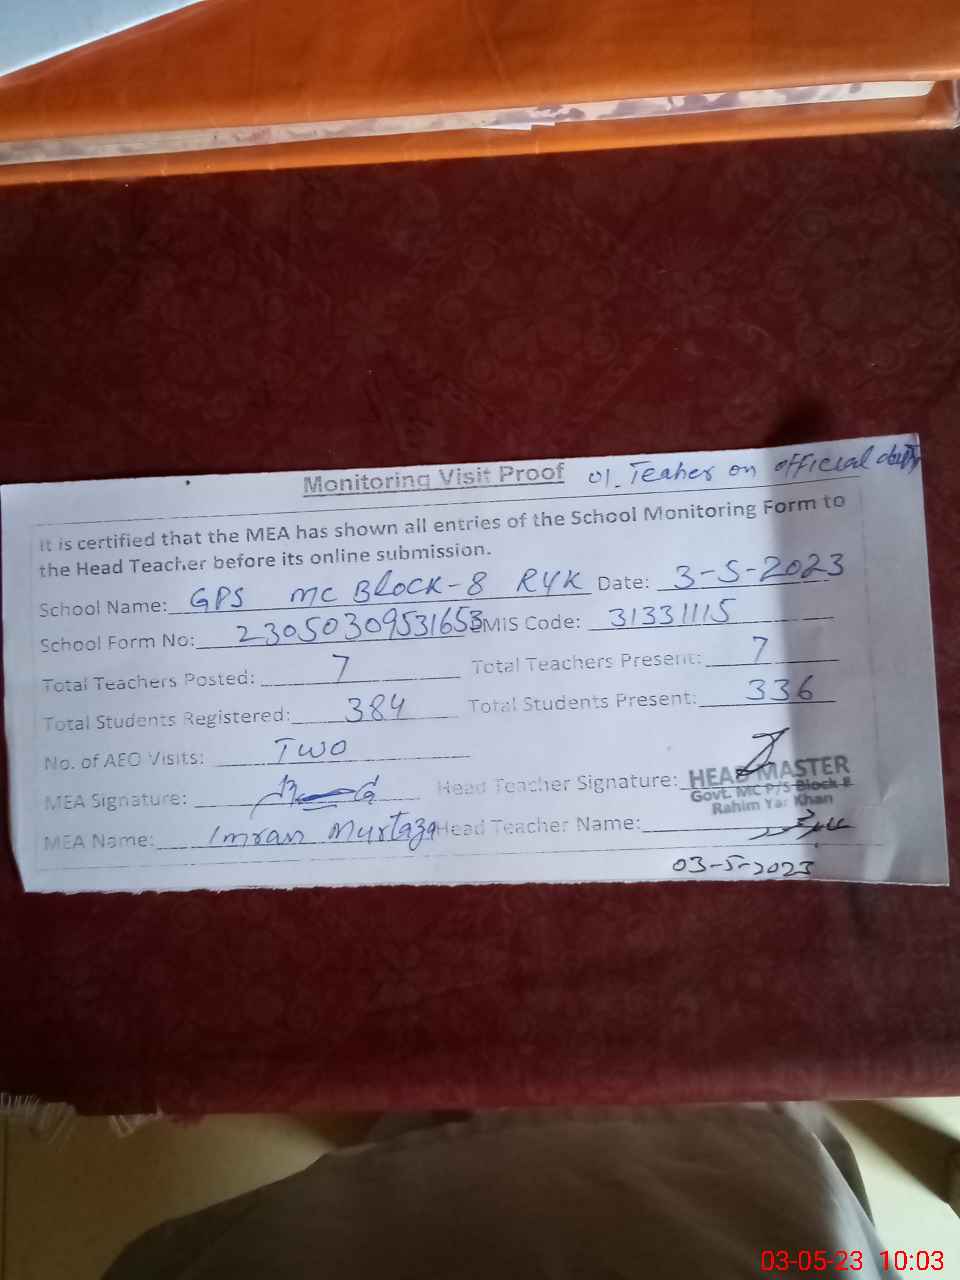 Monitoring Visit Proof 01. Teaher on official duty
It is certified that the MEA has shown all entries of the School Monitoring Form to
the Head Teacher before its online submission.
School Name: GPS MC Block-8 RYK Date: 3-5-2023
School Form No: 23050309531653 EMIS Code: 31331115
Total Teachers Posted: 7 Total Teachers Present: 7
Total Students Registered: 384 Total Students Present: 336
No. of AEO Visits: Two
MEA Signature: Head Teacher Signature: HEAD MASTER
Govt. MC P/S Block 8
Rahim Yar Khan
MEA Name: Imran Murtaza Head Teacher Name:
03-5-2023
03-05-23 10:03